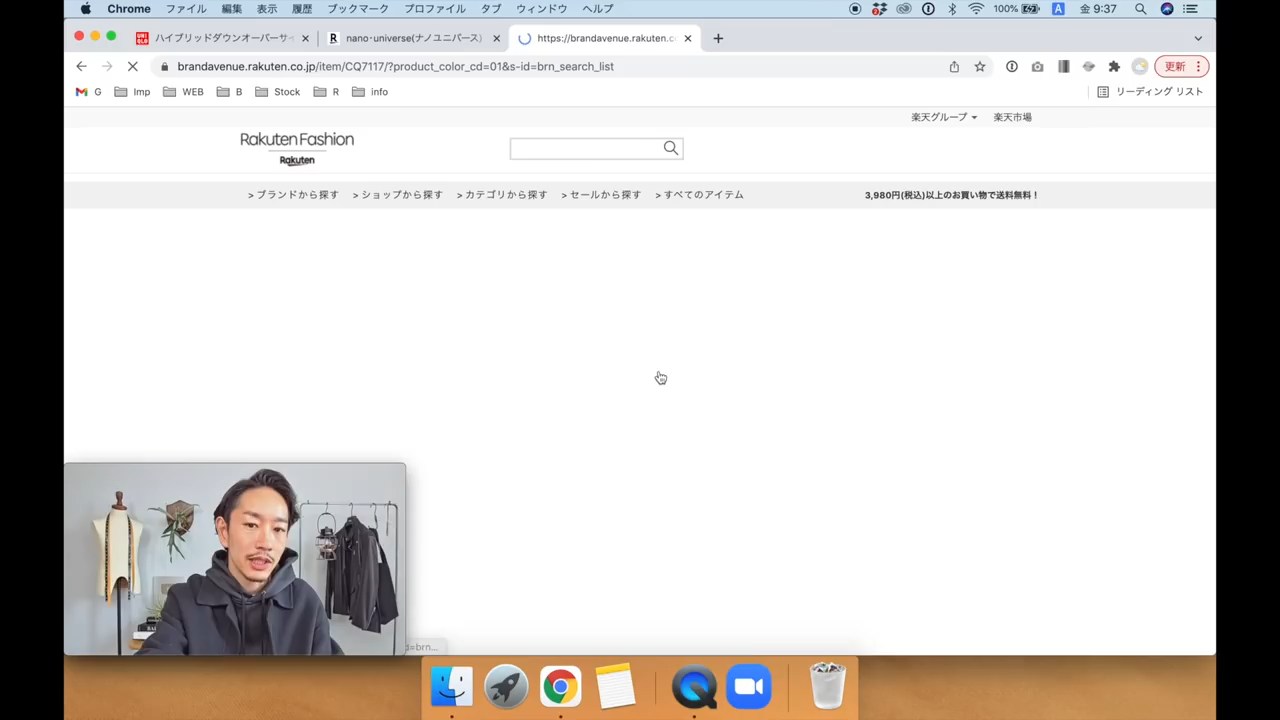 Chrome ファイル 編集 表示 履歴 ブックマーク プロファイル タブ ウィンドウ ヘルプ 100% A 金 9:37
UNI QLO ハイブリッドダウンオーバーサー R nano・universe(ナノユニバース) https://brandavenue.rakuten.c
brandavenue.rakuten.co.jp/item/CQ7117/?product_color_cd=01&s-id=brn_search_list 更新
G Imp WEB B Stock R info リーディング リスト
楽天グループ 楽天市場
Rakuten Fashion
Rakuten
> ブランドから探す > ショップから探す > カテゴリから探す > セールから探す > すべてのアイテム 3,980円(税込)以上のお買い物で送料無料！
d=brn...